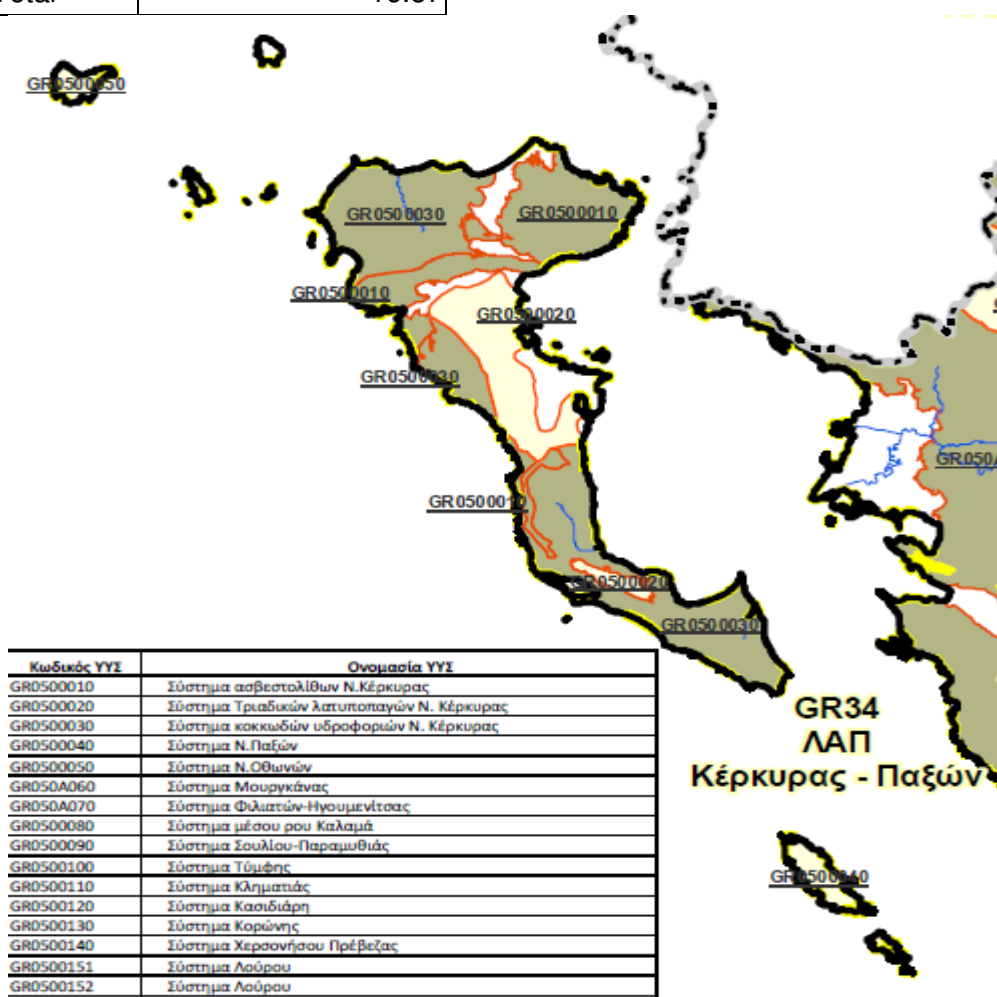 GR0500050
GR0500030
GR0500010
GR0500010
GR0500020
GR0500030
GR0500010
GR0500020
GR0500030
GR050A
GR34
ΛΑΠ
Κέρκυρας - Παξών
GR0500040
Κωδικός ΥΥΣ Ονομασία ΥΥΣ
GR0500010 Σύστημα ασβεστολίθων Ν.Κέρκυρας
GR0500020 Σύστημα Τριαδικών λατυποπαγών Ν. Κέρκυρας
GR0500030 Σύστημα κοκκωδών υδροφοριών Ν. Κέρκυρας
GR0500040 Σύστημα Ν.Παξών
GR0500050 Σύστημα Ν.Οθωνών
GR050A060 Σύστημα Μουργκάνας
GR050A070 Σύστημα Φιλιατών-Ηγουμενίτσας
GR0500080 Σύστημα μέσου ρου Καλαμά
GR0500090 Σύστημα Σουλίου-Παραμυθιάς
GR0500100 Σύστημα Τύμφης
GR0500110 Σύστημα Κληματιάς
GR0500120 Σύστημα Κασιδιάρη
GR0500130 Σύστημα Κορώνης
GR0500140 Σύστημα Χερσονήσου Πρέβεζας
GR0500151 Σύστημα Λούρου
GR0500152 Σύστημα Λούρου